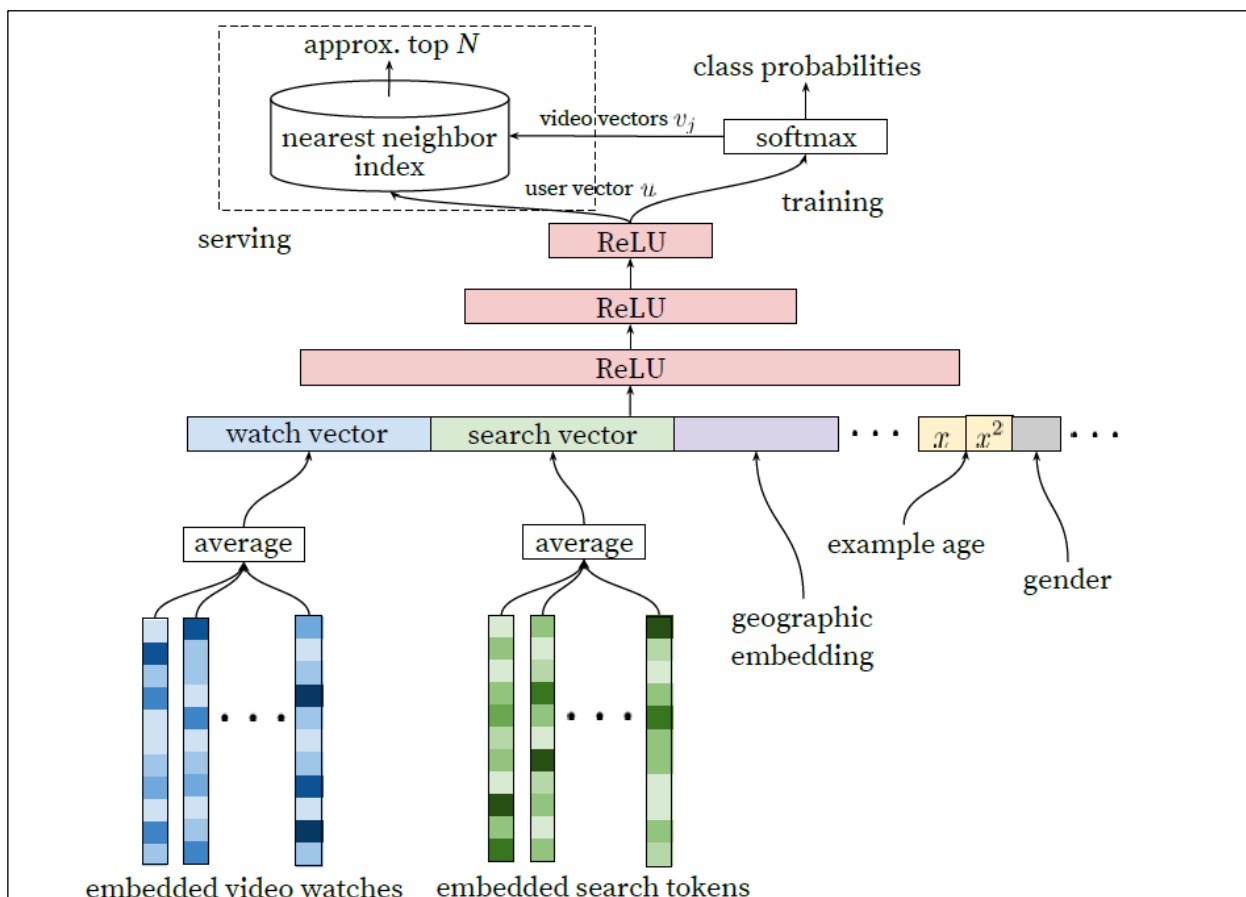 approx. top N
class probabilities
nearest neighbor
index
video vectors v_j
softmax
user vector u
training
serving
ReLU
ReLU
ReLU
watch vector
search vector
x
x²
average
average
example age
gender
geographic
embedding
embedded video watches
embedded search tokens